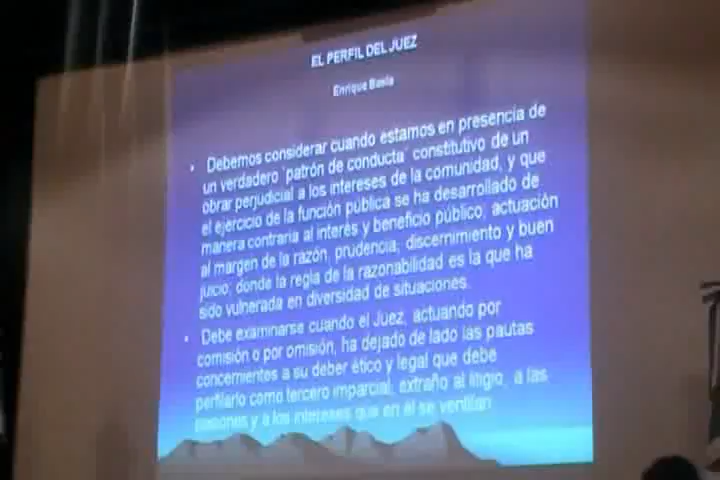 EL PERFIL DEL JUEZ
Enrique Basla
• Debemos considerar cuando estamos en presencia de
un verdadero 'patrón de conducta' constitutivo de un
obrar perjudicial a los intereses de la comunidad, y que
el ejercicio de la función pública se ha desarrollado de
manera contraria al interés y beneficio público; actuación
al margen de la razón, prudencia, discernimiento y buen
juicio; donde la regla de la razonabilidad es la que ha
sido vulnerada en diversidad de situaciones.
• Debe examinarse cuando el Juez, actuando por
comisión o por omisión, ha dejado de lado las pautas
concernientes a su deber ético y legal que debe
perfilarlo como tercero imparcial, extraño al litigio, a las
pasiones y a los intereses que en él se ventilan